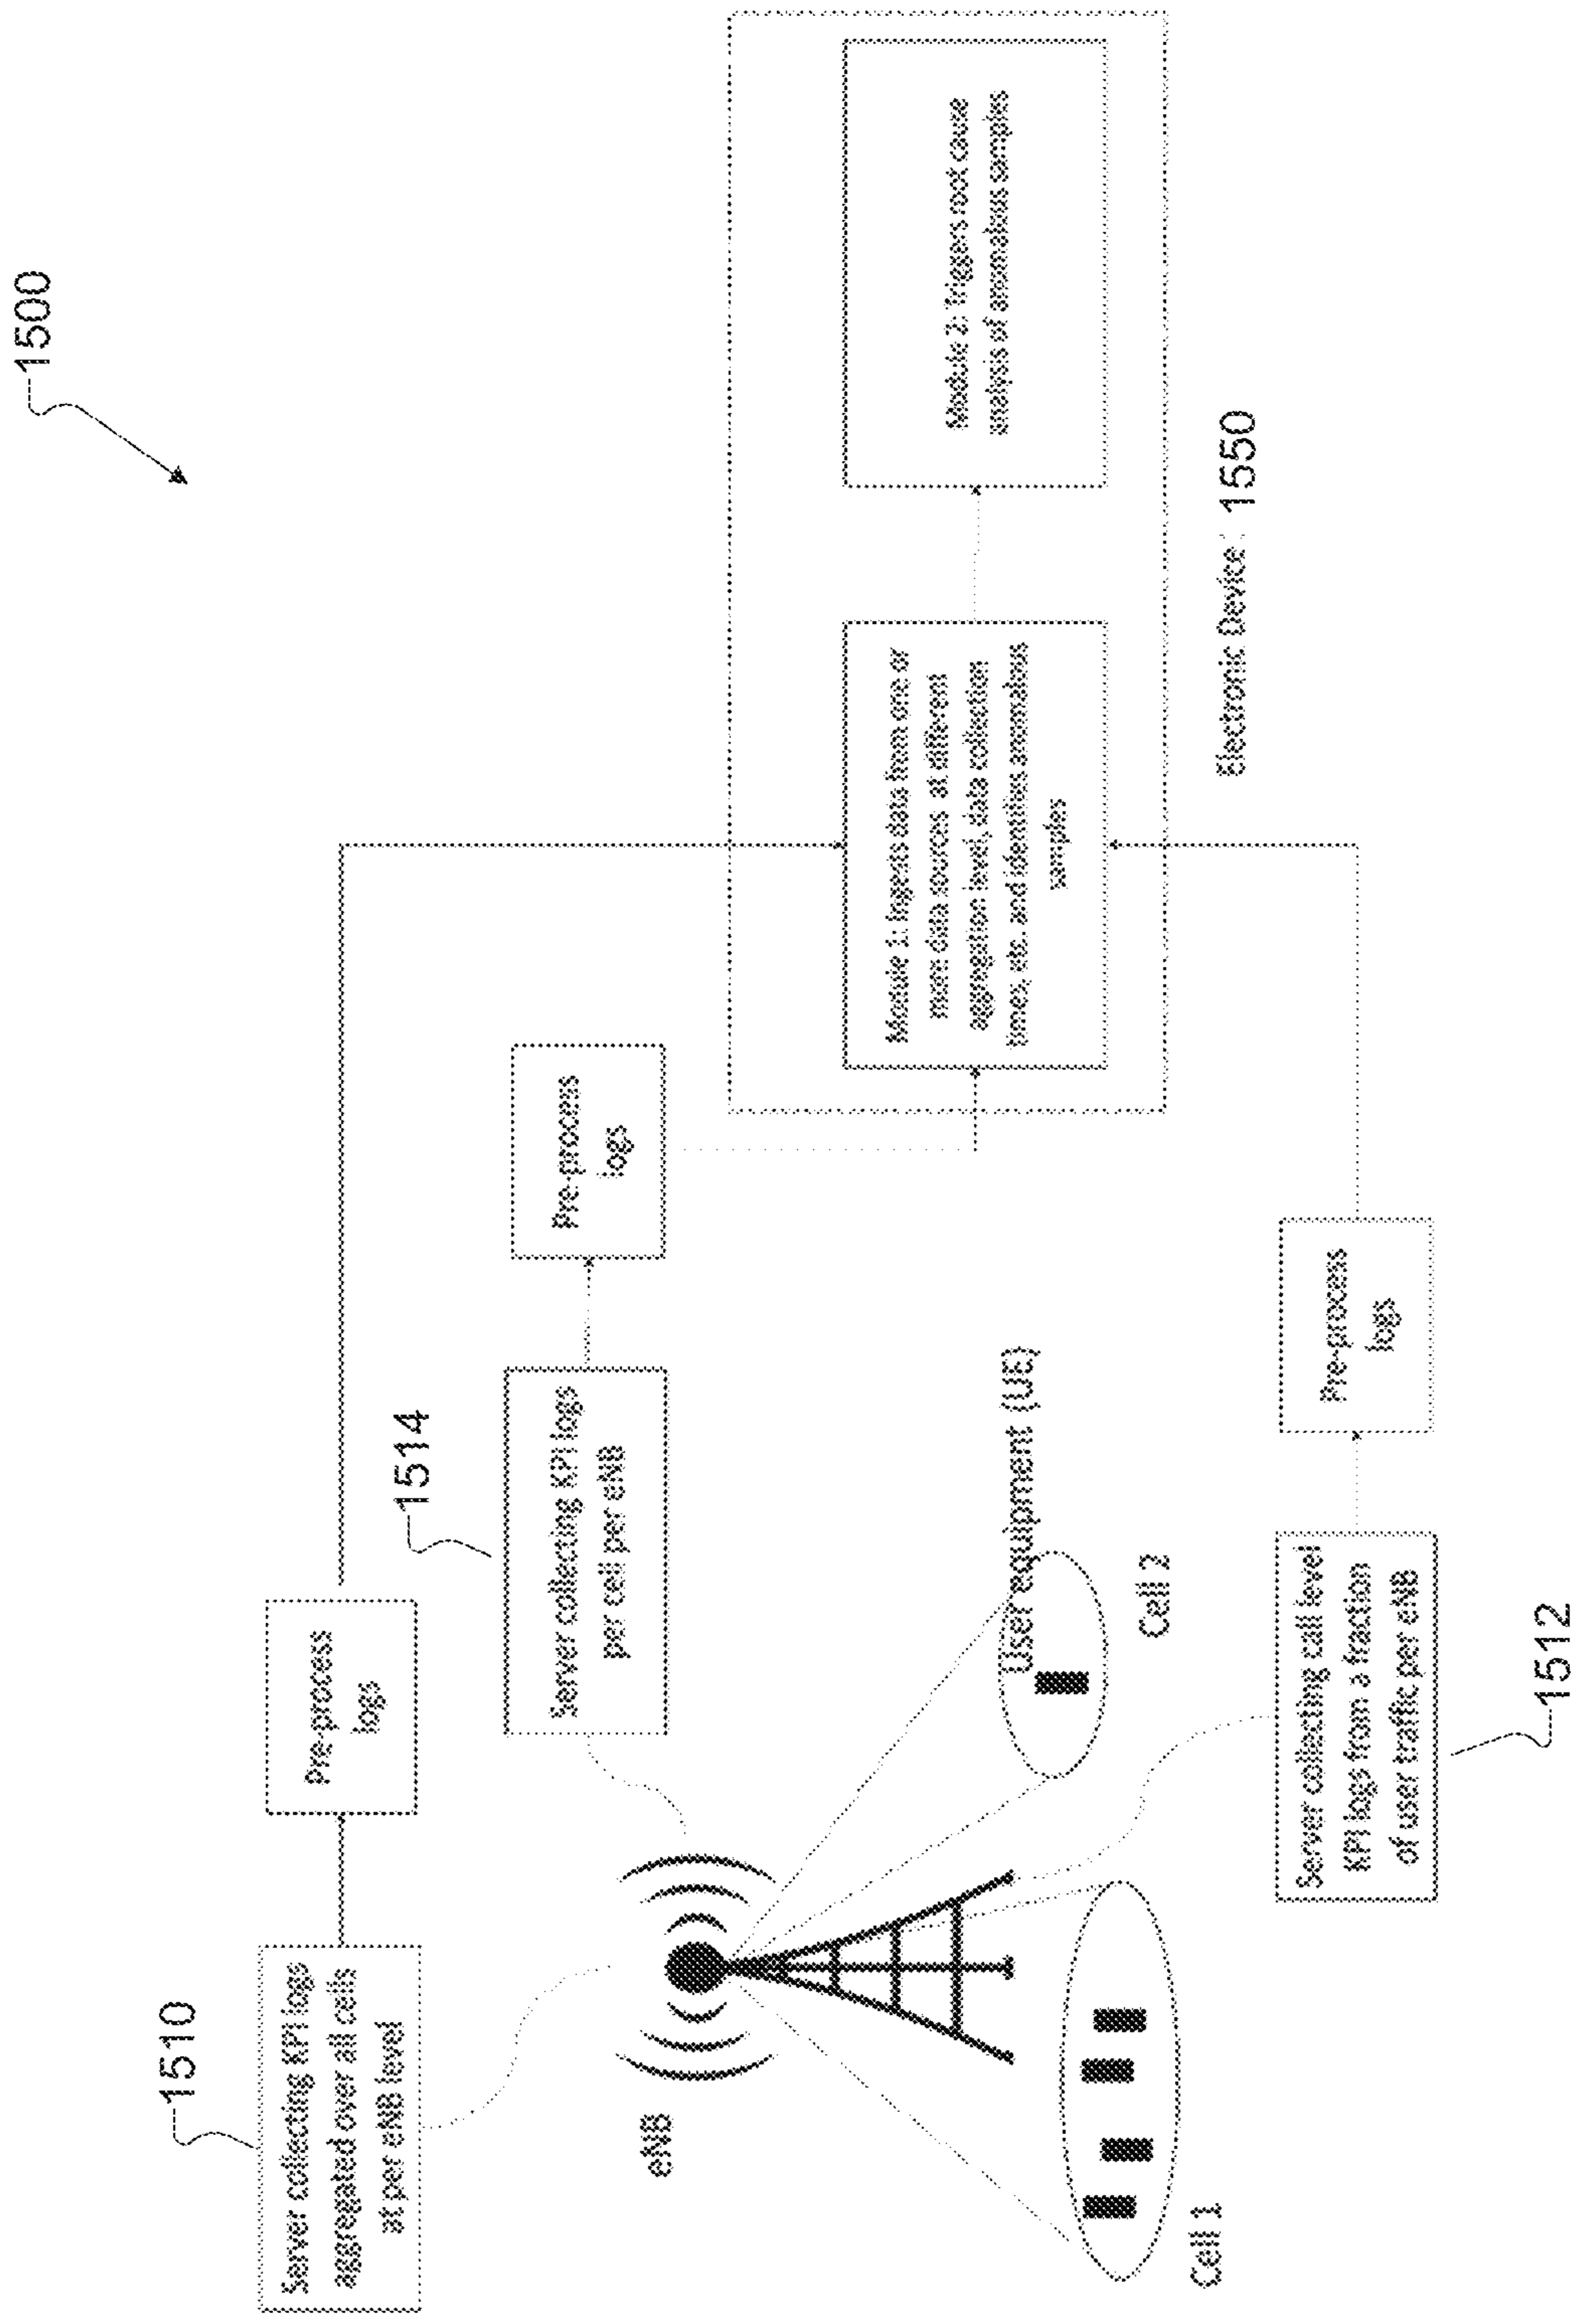 1500
1510
Server collecting KPI logs
aggregated over all cells
at per eNB level
Pre-process
logs
1514
Server collecting KPI logs
per cell per eNB
Pre-process
logs
eNB
Cell 1
User equipment (UE)
Cell 2
Server collecting call level
KPI logs from a fraction
of user traffic per eNB
1512
Pre-process
logs
Module 1: Ingests data from one or
more data sources at different
aggregation level, data collection
times, etc. and identifies anomalous
samples
Module 2: Triggers root cause
analysis of anomalous samples
Electronic Device : 1550